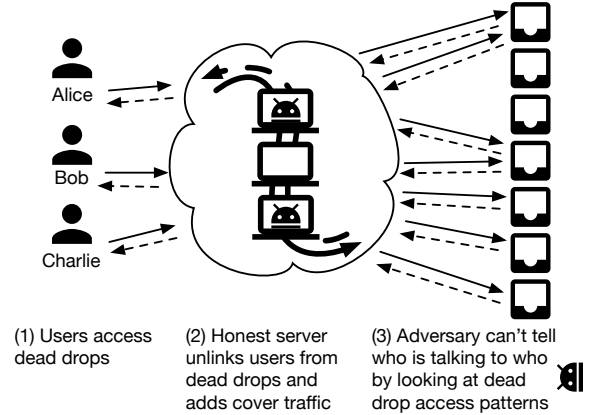 Alice
Bob
Charlie
(1) Users access
dead drops
(2) Honest server
unlinks users from
dead drops and
adds cover traffic
(3) Adversary can’t tell
who is talking to who
by looking at dead
drop access patterns